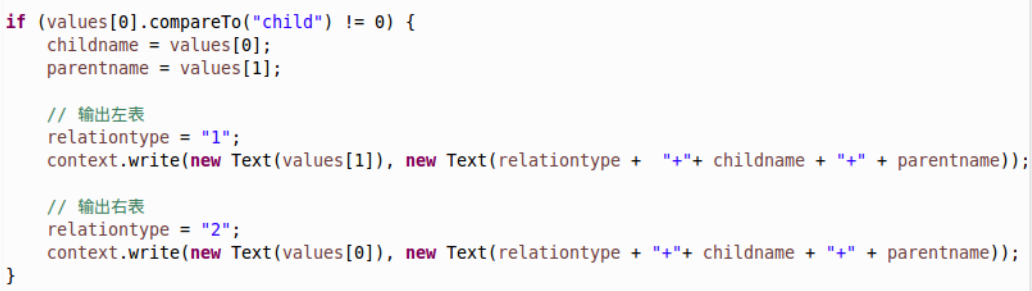 if (values[0].compareTo("child") != 0) {
    childname = values[0];
    parentname = values[1];

    // 输出左表
    relationtype = "1";
    context.write(new Text(values[1]), new Text(relationtype +  "+"+ childname + "+" + parentname));

    // 输出右表
    relationtype = "2";
    context.write(new Text(values[0]), new Text(relationtype + "+"+ childname + "+" + parentname));
}